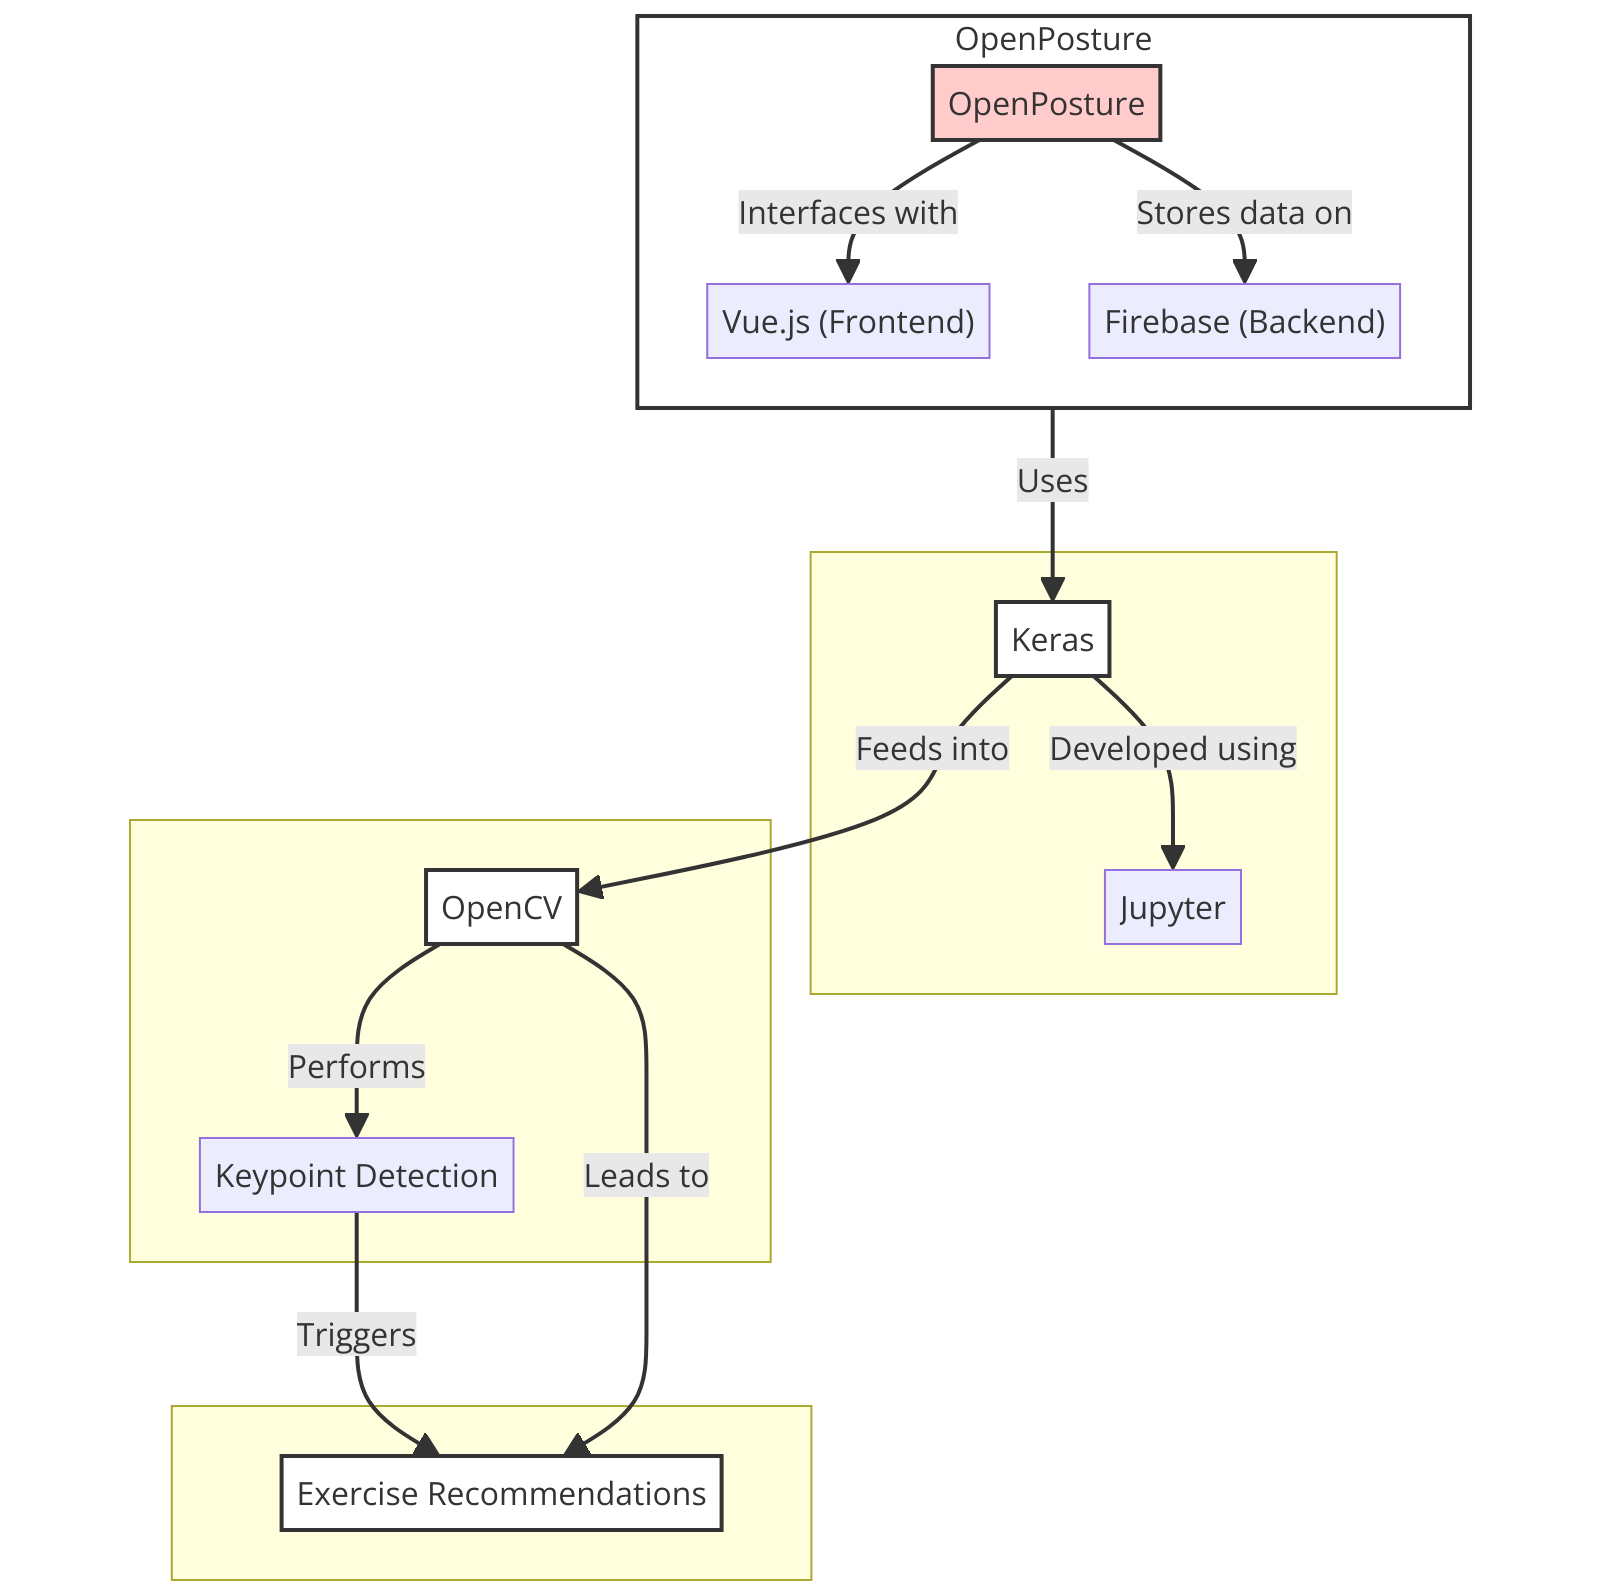 OpenPosture
OpenPosture
Interfaces with
Stores data on
Vue.js (Frontend)
Firebase (Backend)
Uses
Keras
Feeds into
Developed using
OpenCV
Jupyter
Performs
Keypoint Detection
Leads to
Triggers
Exercise Recommendations